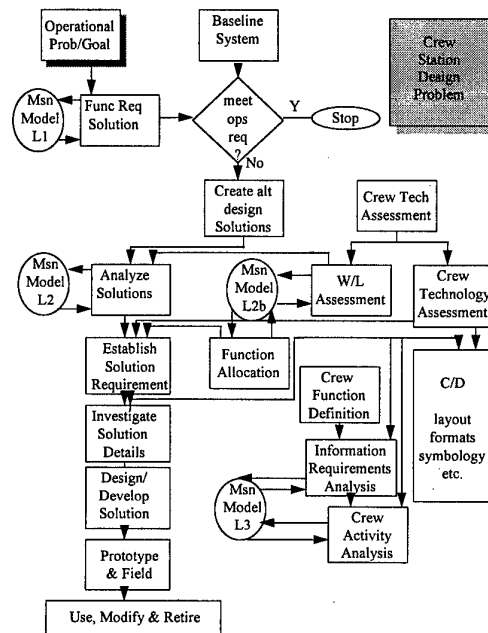 Operational
Prob/Goal
Baseline
System
Crew
Station
Design
Problem
Msn
Model
L1
Func Req
Solution
meet
ops
req
?
Y
Stop
No
Create alt
design
Solutions
Crew Tech
Assessment
Msn
Model
L2
Analyze
Solutions
Msn
Model
L2b
W/L
Assessment
Crew
Technology
Assessment
Establish
Solution
Requirement
Function
Allocation
Crew
Function
Definition
C/D
layout
formats
symbology
etc.
Investigate
Solution
Details
Information
Requirements
Analysis
Design/
Develop
Solution
Msn
Model
L3
Crew
Activity
Analysis
Prototype
& Field
Use, Modify & Retire